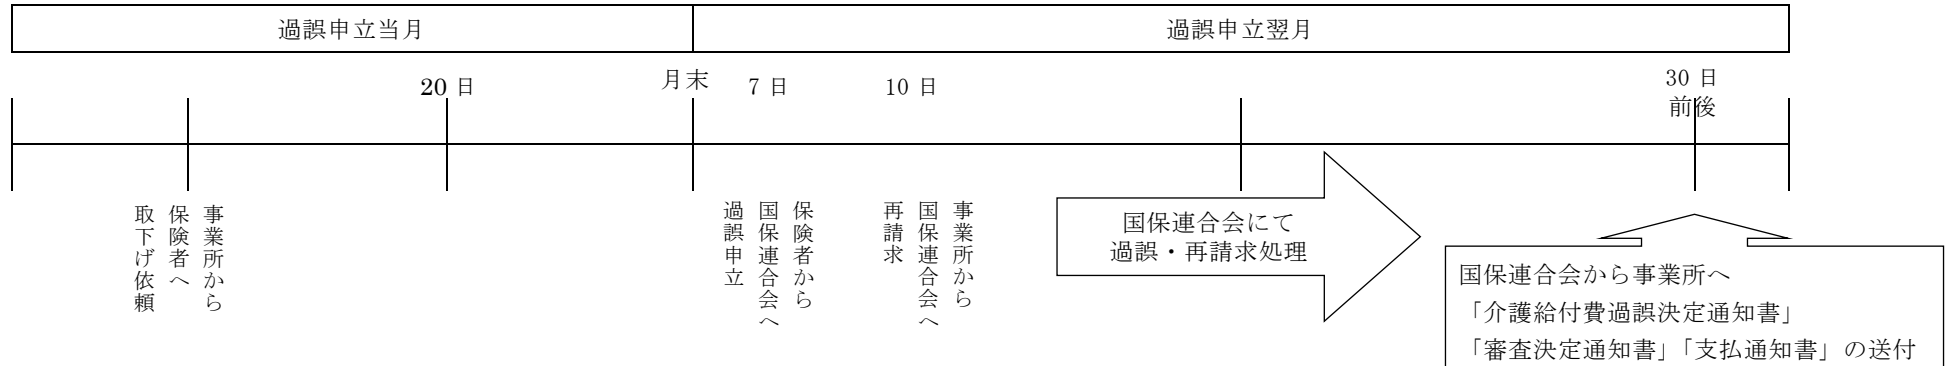 過誤申立当月
過誤申立翌月
20 日
月末
7 日
10 日
30 日
前後
事業所から
保険者へ
取下げ依頼
保険者から
国保連合会へ
過誤申立
事業所から
国保連合会へ
再請求
国保連合会にて
過誤・再請求処理
国保連合会から事業所へ
「介護給付費過誤決定通知書」
「審査決定通知書」「支払通知書」の送付